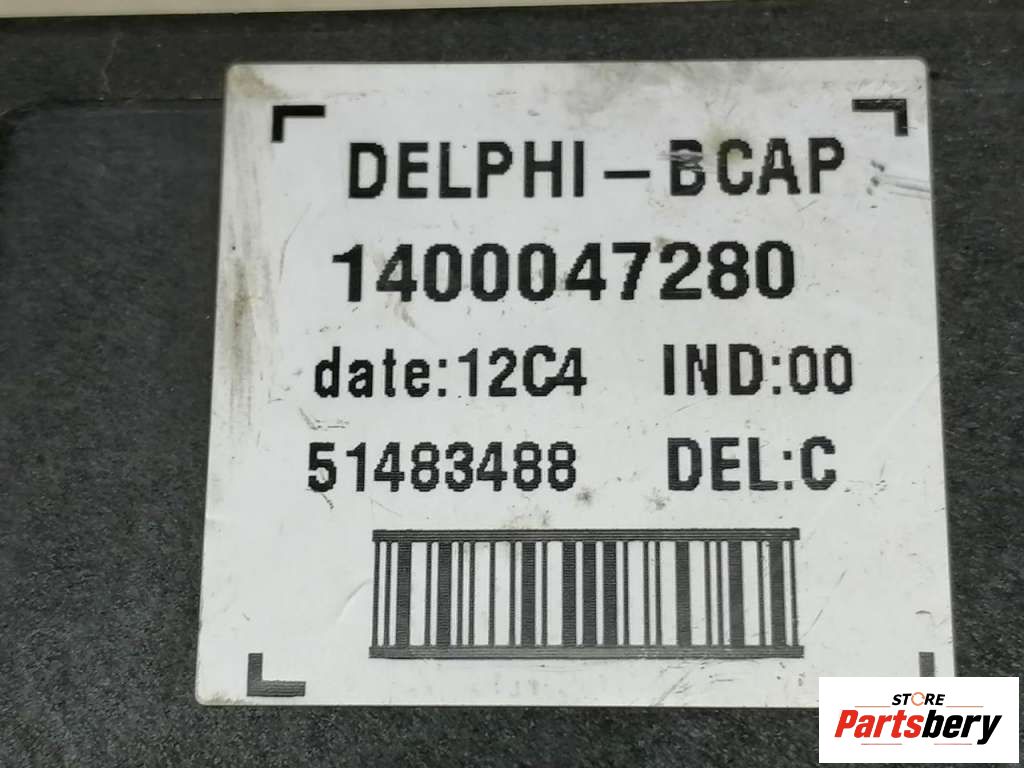 DELPHI-BCAP
1400047280
date:12C4 IND:00
51483488 DEL:C
STORE
Partsbery